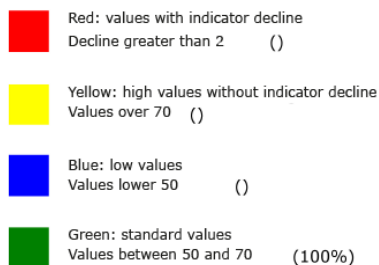 Red: values with indicator decline
Decline greater than 2 ()
Yellow: high values without indicator decline
Values over 70 ()
Blue: low values
Values lower 50 ()
Green: standard values
Values between 50 and 70 (100%)